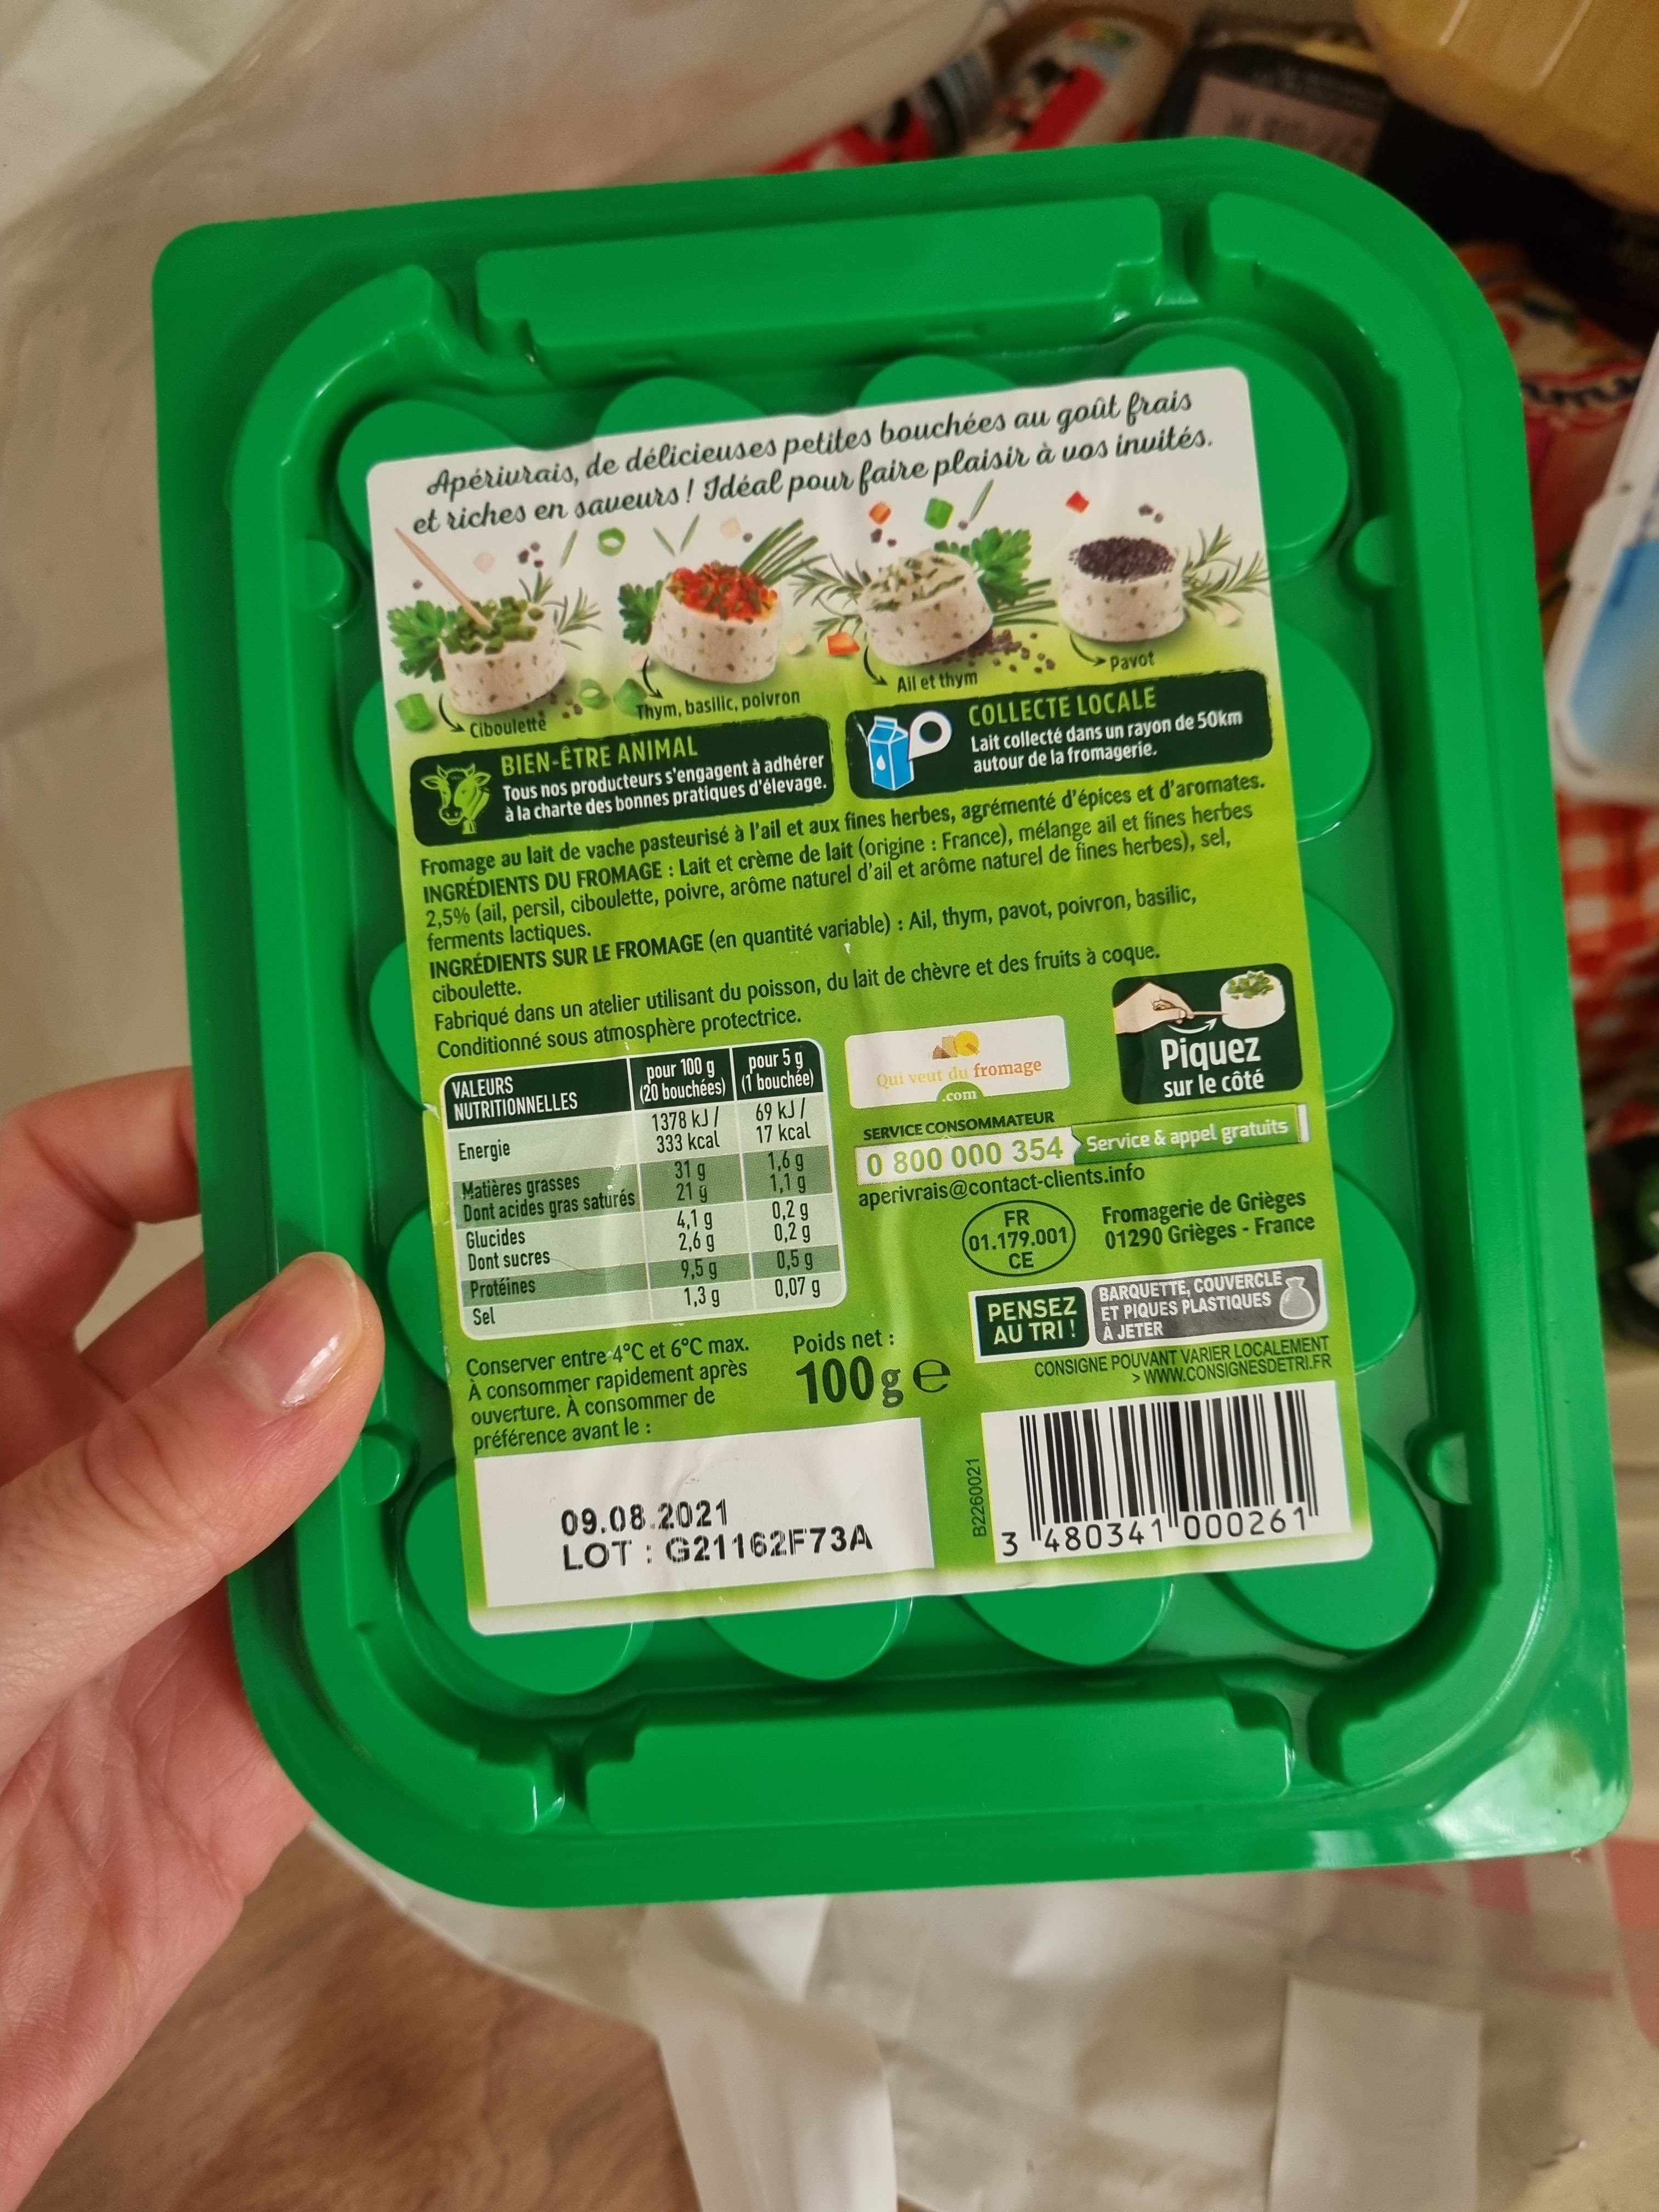 Apérivrais, de délicieuses petites bouchées au goût frais
et riches en saveurs ! Idéal pour faire plaisir à vos invités.
Ciboulette
Thym, basilic, poivron
Ail et thym
Pavot
BIEN-ÊTRE ANIMAL
Tous nos producteurs s'engagent à adhérer
à la charte des bonnes pratiques d'élevage.
COLLECTE LOCALE
Lait collecté dans un rayon de 50km
autour de la fromagerie.
Fromage au lait de vache pasteurisé à l'ail et aux fines herbes, agrémenté d'épices et d'aromates.
INGRÉDIENTS DU FROMAGE : Lait et crème de lait (origine : France), mélange ail et fines herbes
2,5% (ail, persil, ciboulette, poivre, arôme naturel d'ail et arôme naturel de fines herbes), sel,
ferments lactiques.
INGRÉDIENTS SUR LE FROMAGE (en quantité variable) : Ail, thym, pavot, poivron, basilic,
ciboulette.
Fabriqué dans un atelier utilisant du poisson, du lait de chèvre et des fruits à coque.
Conditionné sous atmosphère protectrice.
VALEURS
NUTRITIONNELLES
pour 100 g
(20 bouchées)
pour 5 g
(1 bouchée)
Energie
1378 kJ /
333 kcal
69 kJ /
17 kcal
Matières grasses 31 g 1,6 g
Dont acides gras saturés 21 g 1,1 g
Glucides 4,1 g 0,2 g
Dont sucres 2,6 g 0,2 g
Protéines 9,5 g 0,5 g
Sel 1,3 g 0,07 g
Qui veut du fromage
.com
Piquez
sur le côté
SERVICE CONSOMMATEUR
0 800 000 354 Service & appel gratuits
aperivrais@contact-clients.info
FR
01.179.001
CE
Fromagerie de Grièges
01290 Grièges - France
PENSEZ
AU TRI !
BARQUETTE, COUVERCLE
ET PIQUES PLASTIQUES
À JETER
CONSIGNE POUVANT VARIER LOCALEMENT
> WWW.CONSIGNESDETRI.FR
Conserver entre 4°C et 6°C max.
À consommer rapidement après
ouverture. À consommer de
préférence avant le :
Poids net :
100 g e
09.08.2021
LOT : G21162F73A
B2260021
3 480341 000261